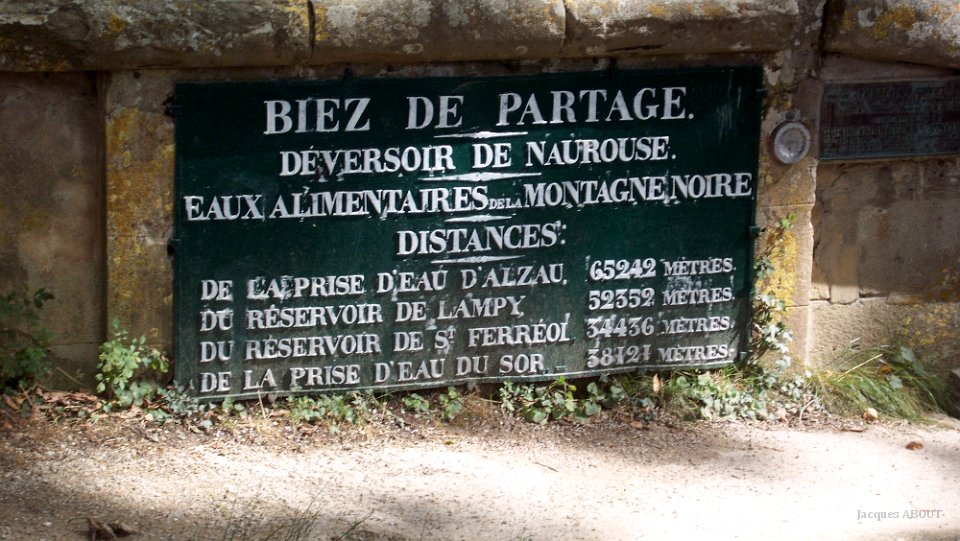 BIEZ DE PARTAGE.
DÉVERSOIR DE NAUROUSE.
EAUX ALIMENTAIRES DE LA MONTAGNE NOIRE
DISTANCES:
DE LA PRISE D'EAU D'ALZAU. 65242 MÈTRES.
DU RÉSERVOIR DE LAMPY 52352 MÈTRES.
DU RÉSERVOIR DE ST FERRÉOL 34436 MÈTRES.
DE LA PRISE D'EAU DU SOR 38121 MÈTRES.
Jacques ABOUT